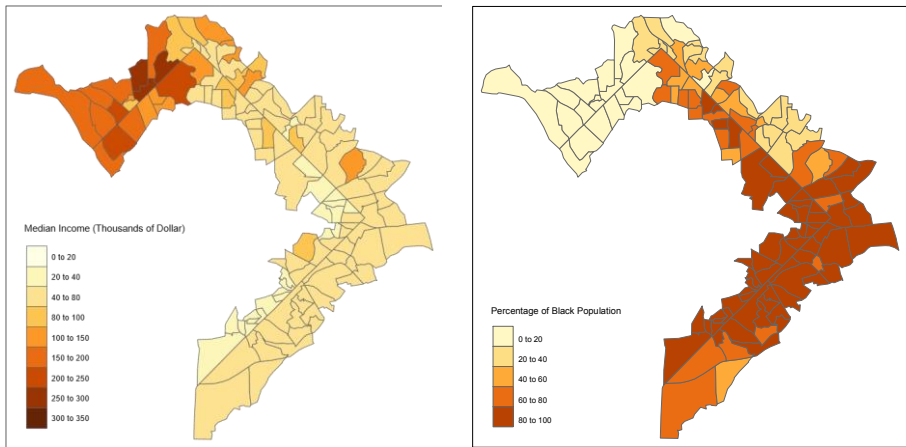 Median Income (Thousands of Dollar)
0 to 20
20 to 40
40 to 80
80 to 100
100 to 150
150 to 200
200 to 250
250 to 300
300 to 350
Percentage of Black Population
0 to 20
20 to 40
40 to 60
60 to 80
80 to 100